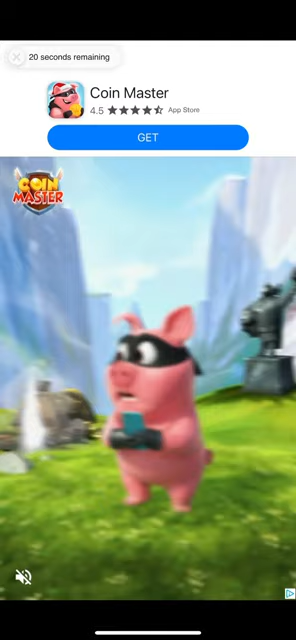 20 seconds remaining
Coin Master
4.5
App Store
GET
COIN
MASTER